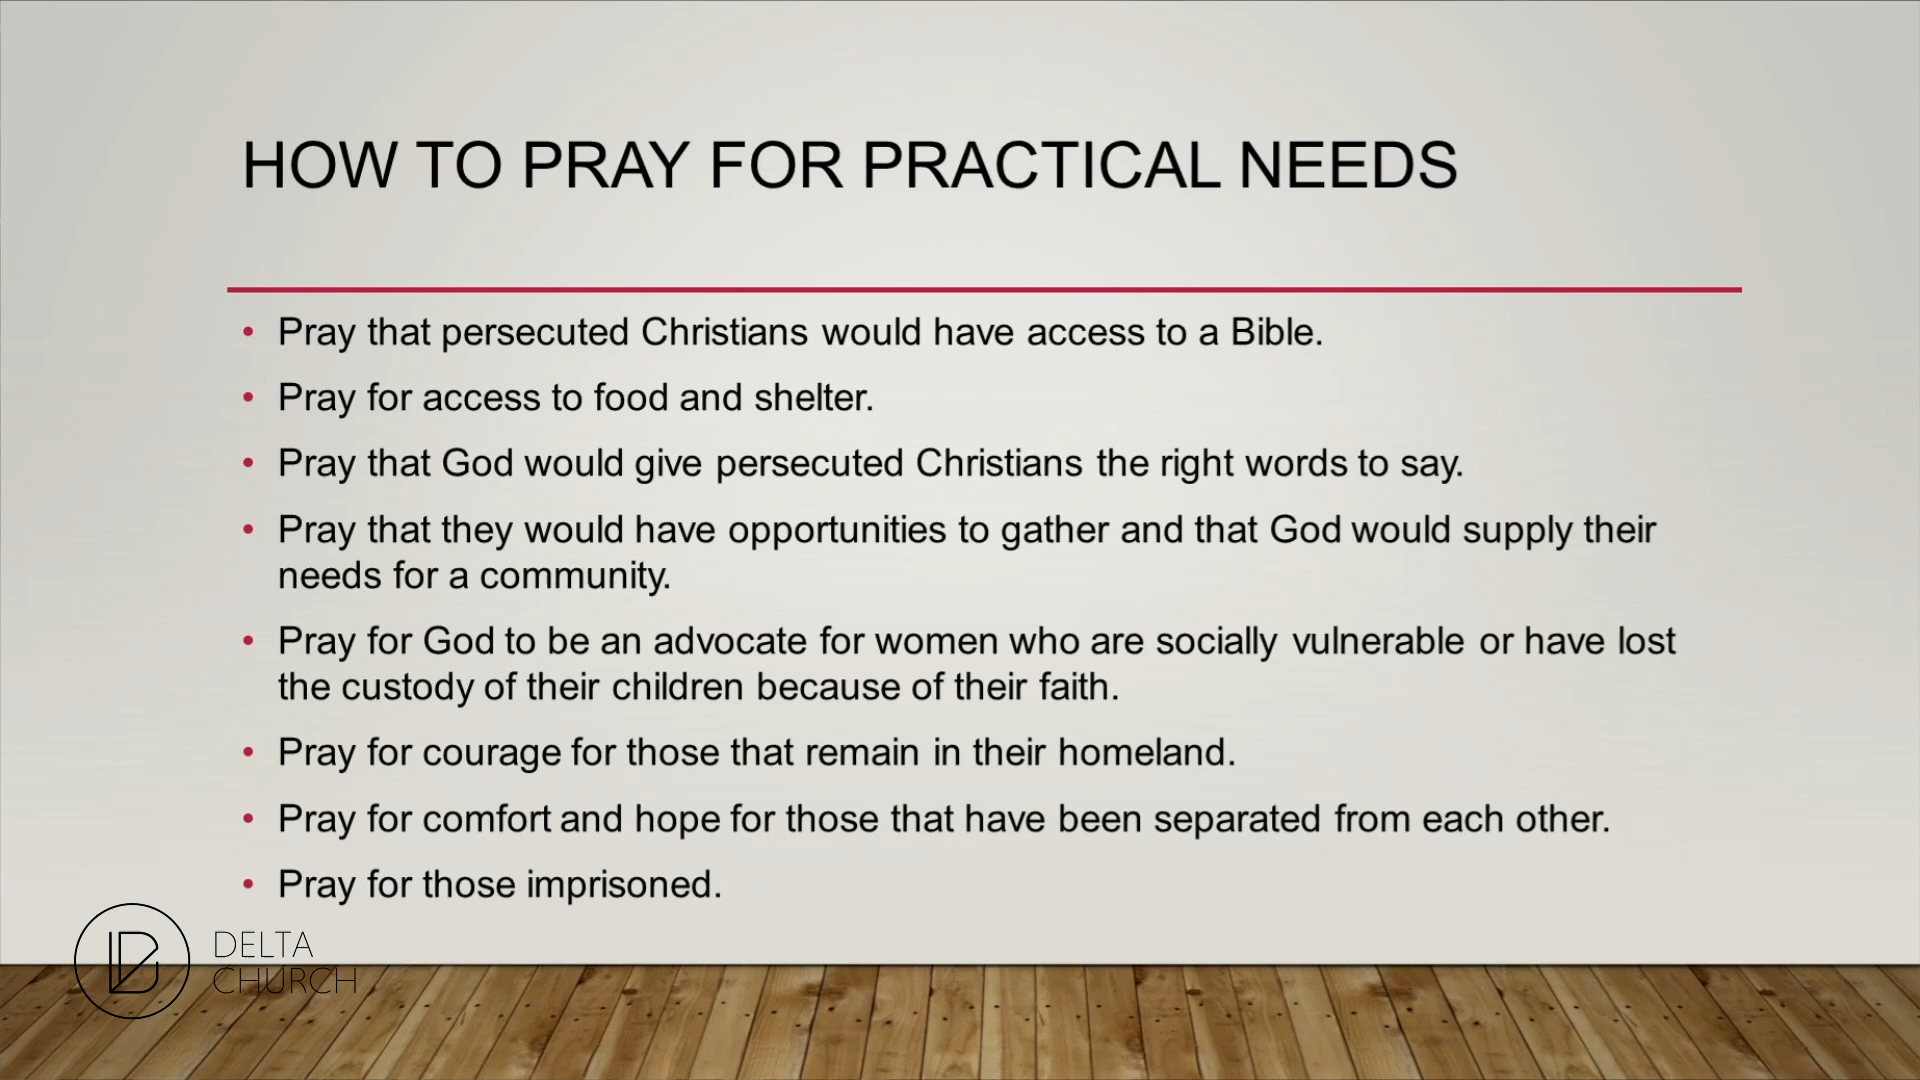 HOW TO PRAY FOR PRACTICAL NEEDS
• Pray that persecuted Christians would have access to a Bible.
• Pray for access to food and shelter.
• Pray that God would give persecuted Christians the right words to say.
• Pray that they would have opportunities to gather and that God would supply their
needs for a community.
• Pray for God to be an advocate for women who are socially vulnerable or have lost
the custody of their children because of their faith.
• Pray for courage for those that remain in their homeland.
• Pray for comfort and hope for those that have been separated from each other.
• Pray for those imprisoned.
DELTA
CHURCH